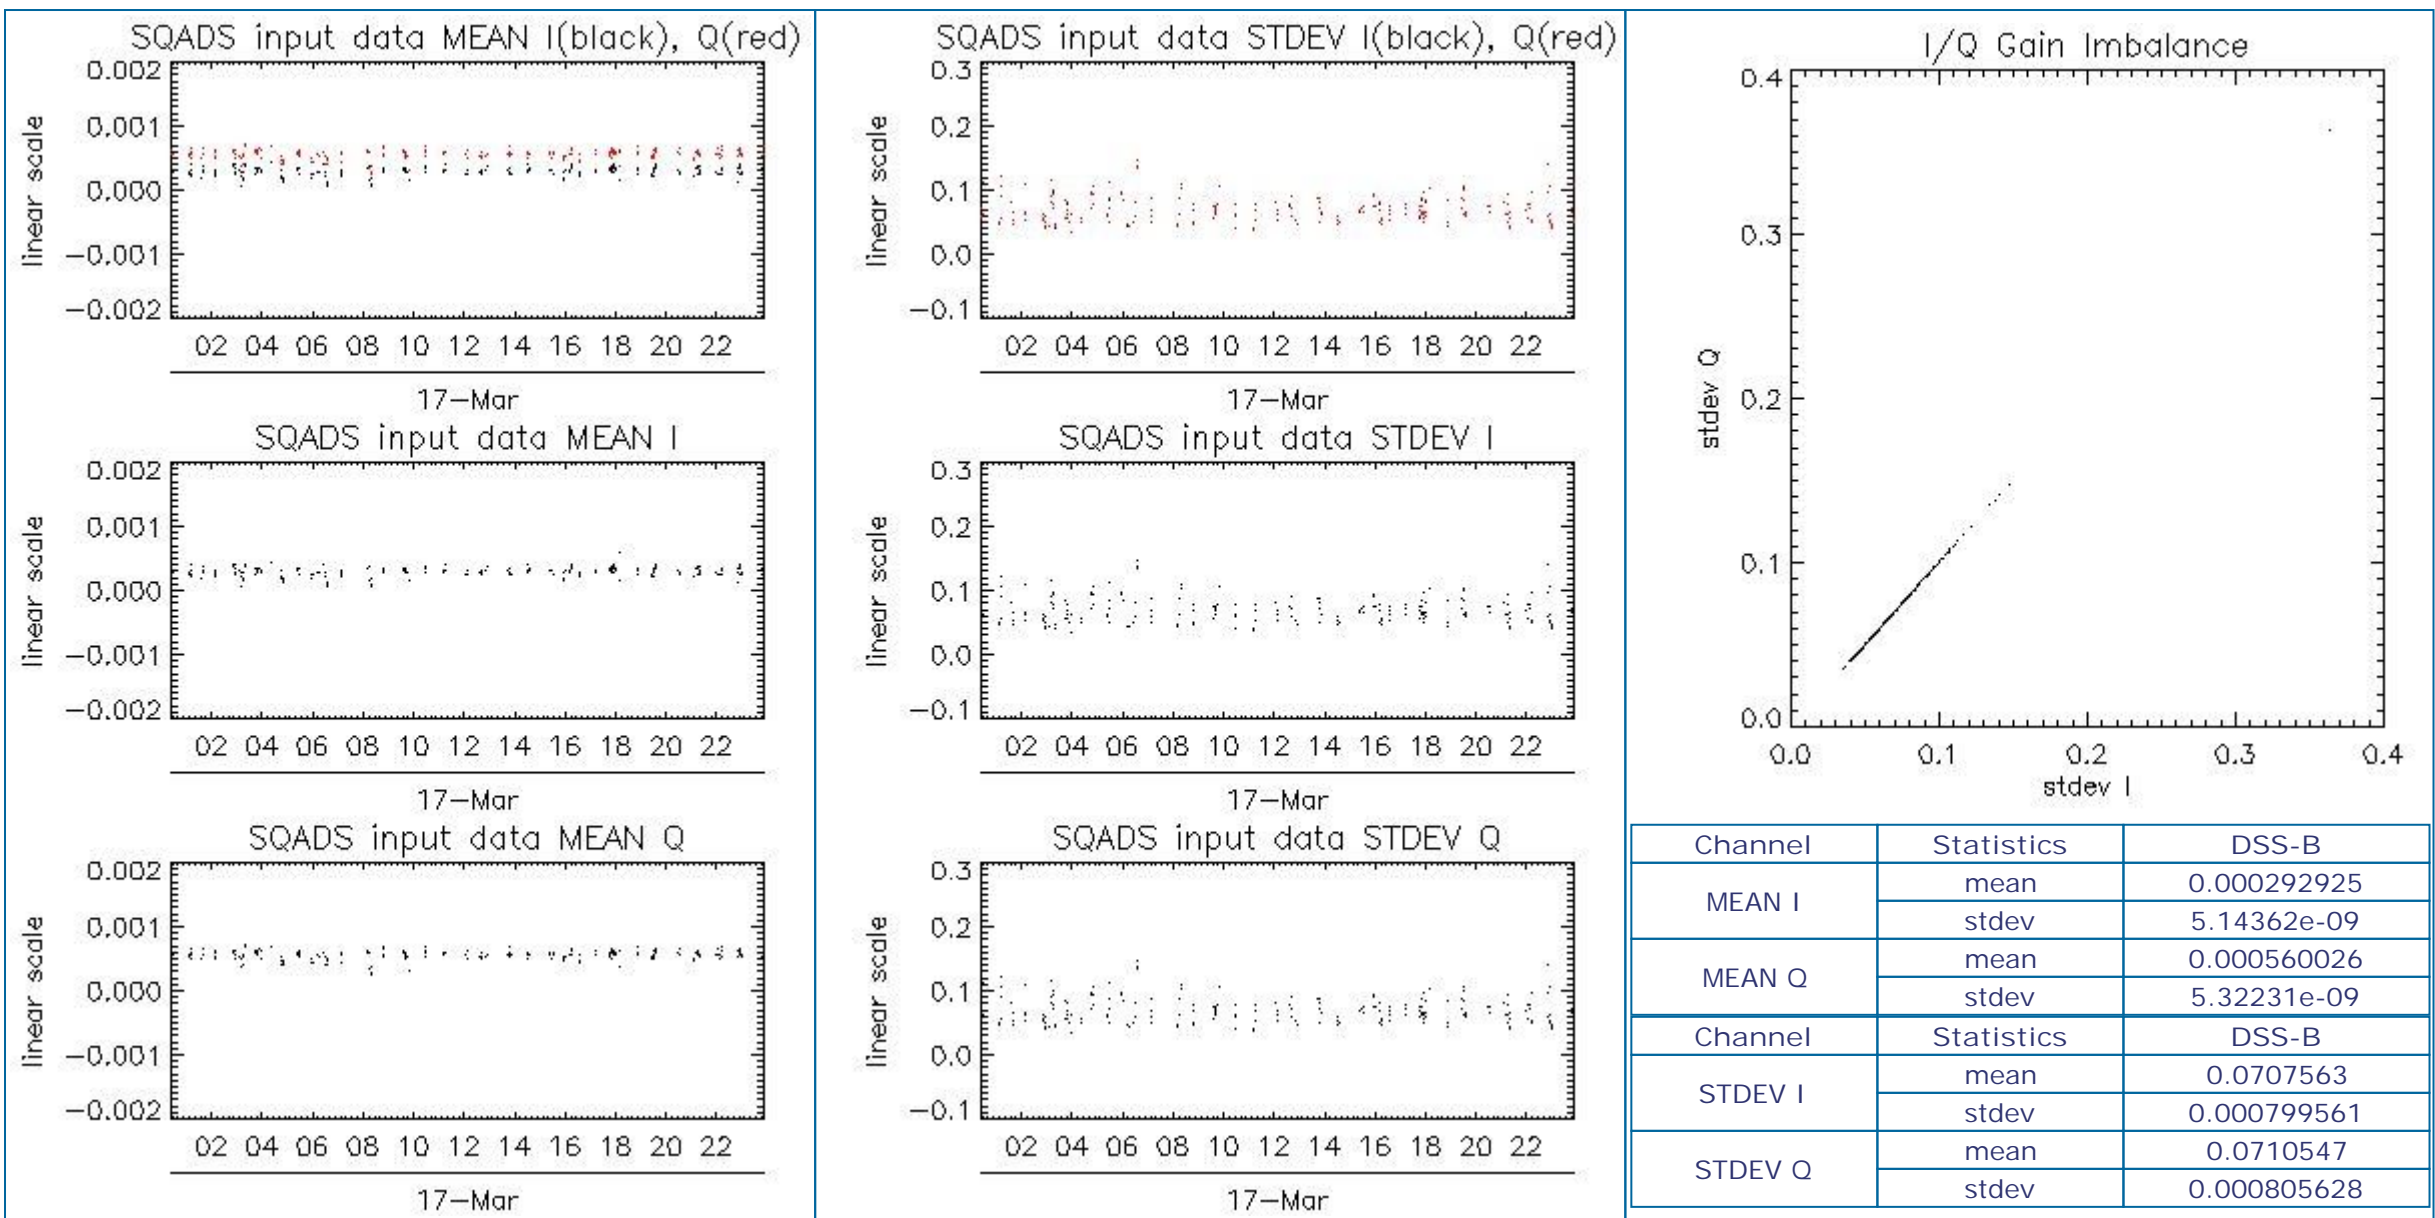 SQADS input data MEAN I(black), Q(red)
linear scale
0.002
0.001
0.000
−0.001
−0.002
02 04 06 08 10 12 14 16 18 20 22
17−Mar
SQADS input data MEAN I
linear scale
0.002
0.001
0.000
−0.001
−0.002
02 04 06 08 10 12 14 16 18 20 22
17−Mar
SQADS input data MEAN Q
linear scale
0.002
0.001
0.000
−0.001
−0.002
02 04 06 08 10 12 14 16 18 20 22
17−Mar
SQADS input data STDEV I(black), Q(red)
linear scale
0.3
0.2
0.1
0.0
−0.1
02 04 06 08 10 12 14 16 18 20 22
17−Mar
SQADS input data STDEV I
linear scale
0.3
0.2
0.1
0.0
−0.1
02 04 06 08 10 12 14 16 18 20 22
17−Mar
SQADS input data STDEV Q
linear scale
0.3
0.2
0.1
0.0
−0.1
02 04 06 08 10 12 14 16 18 20 22
17−Mar
I/Q Gain Imbalance
stdev Q
0.4
0.3
0.2
0.1
0.0
0.0 0.1 0.2 0.3 0.4
stdev I
Channel Statistics DSS-B
MEAN I mean 0.000292925
stdev 5.14362e-09
MEAN Q mean 0.000560026
stdev 5.32231e-09
Channel Statistics DSS-B
STDEV I mean 0.0707563
stdev 0.000799561
STDEV Q mean 0.0710547
stdev 0.000805628